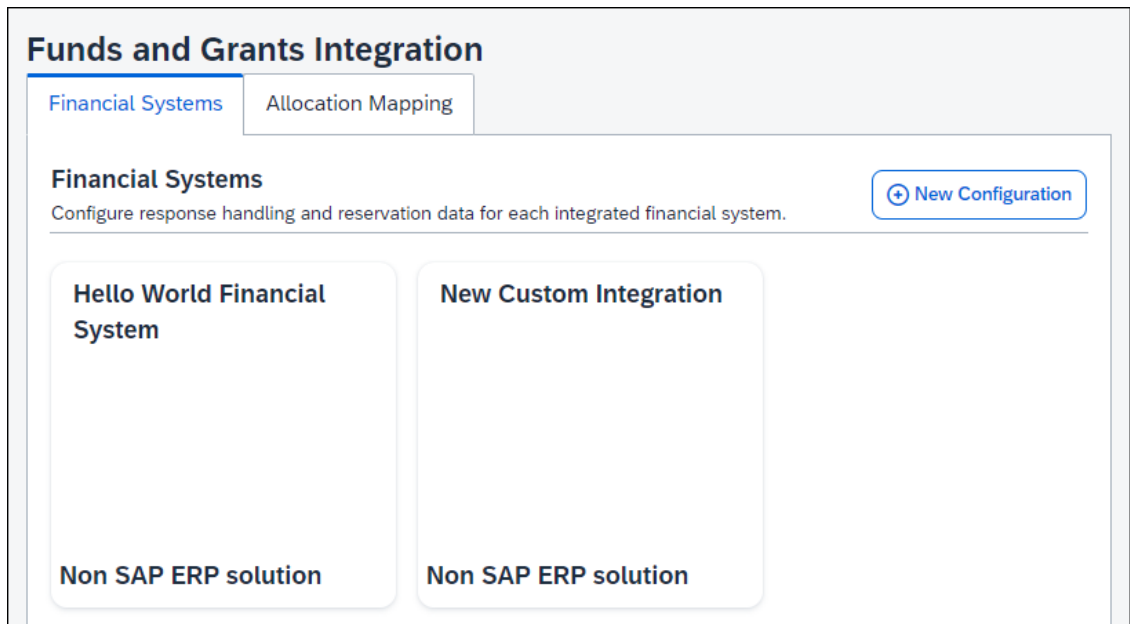 Funds and Grants Integration
Financial Systems
Allocation Mapping
Financial Systems
Configure response handling and reservation data for each integrated financial system.
New Configuration
Hello World Financial
System
Non SAP ERP solution
New Custom Integration
Non SAP ERP solution